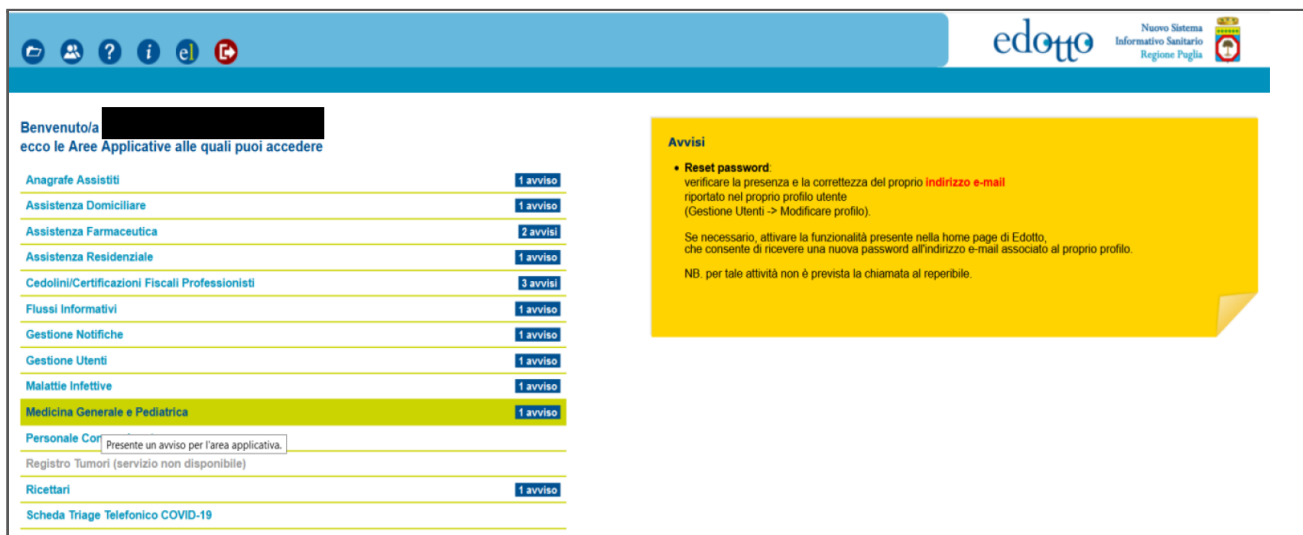 edotto
Nuovo Sistema
Informativo Sanitario
Regione Puglia
Benvenuto/a
ecco le Aree Applicative alle quali puoi accedere
Anagrafe Assistiti 1 avviso
Assistenza Domiciliare 1 avviso
Assistenza Farmaceutica 2 avvisi
Assistenza Residenziale 1 avviso
Cedolini/Certificazioni Fiscali Professionisti 3 avvisi
Flussi Informativi 1 avviso
Gestione Notifiche 1 avviso
Gestione Utenti 1 avviso
Malattie Infettive 1 avviso
Medicina Generale e Pediatrica 1 avviso
Personale
Presente un avviso per l'area applicativa.
Registro Tumori (servizio non disponibile)
Ricettari 1 avviso
Scheda Triage Telefonico COVID-19
Avvisi
• Reset password:
verificare la presenza e la correttezza del proprio indirizzo e-mail
riportato nel proprio profilo utente
(Gestione Utenti -> Modificare profilo).
Se necessario, attivare la funzionalità presente nella home page di Edotto,
che consente di ricevere una nuova password all'indirizzo e-mail associato al proprio profilo.
NB. per tale attività non è prevista la chiamata al reperibile.